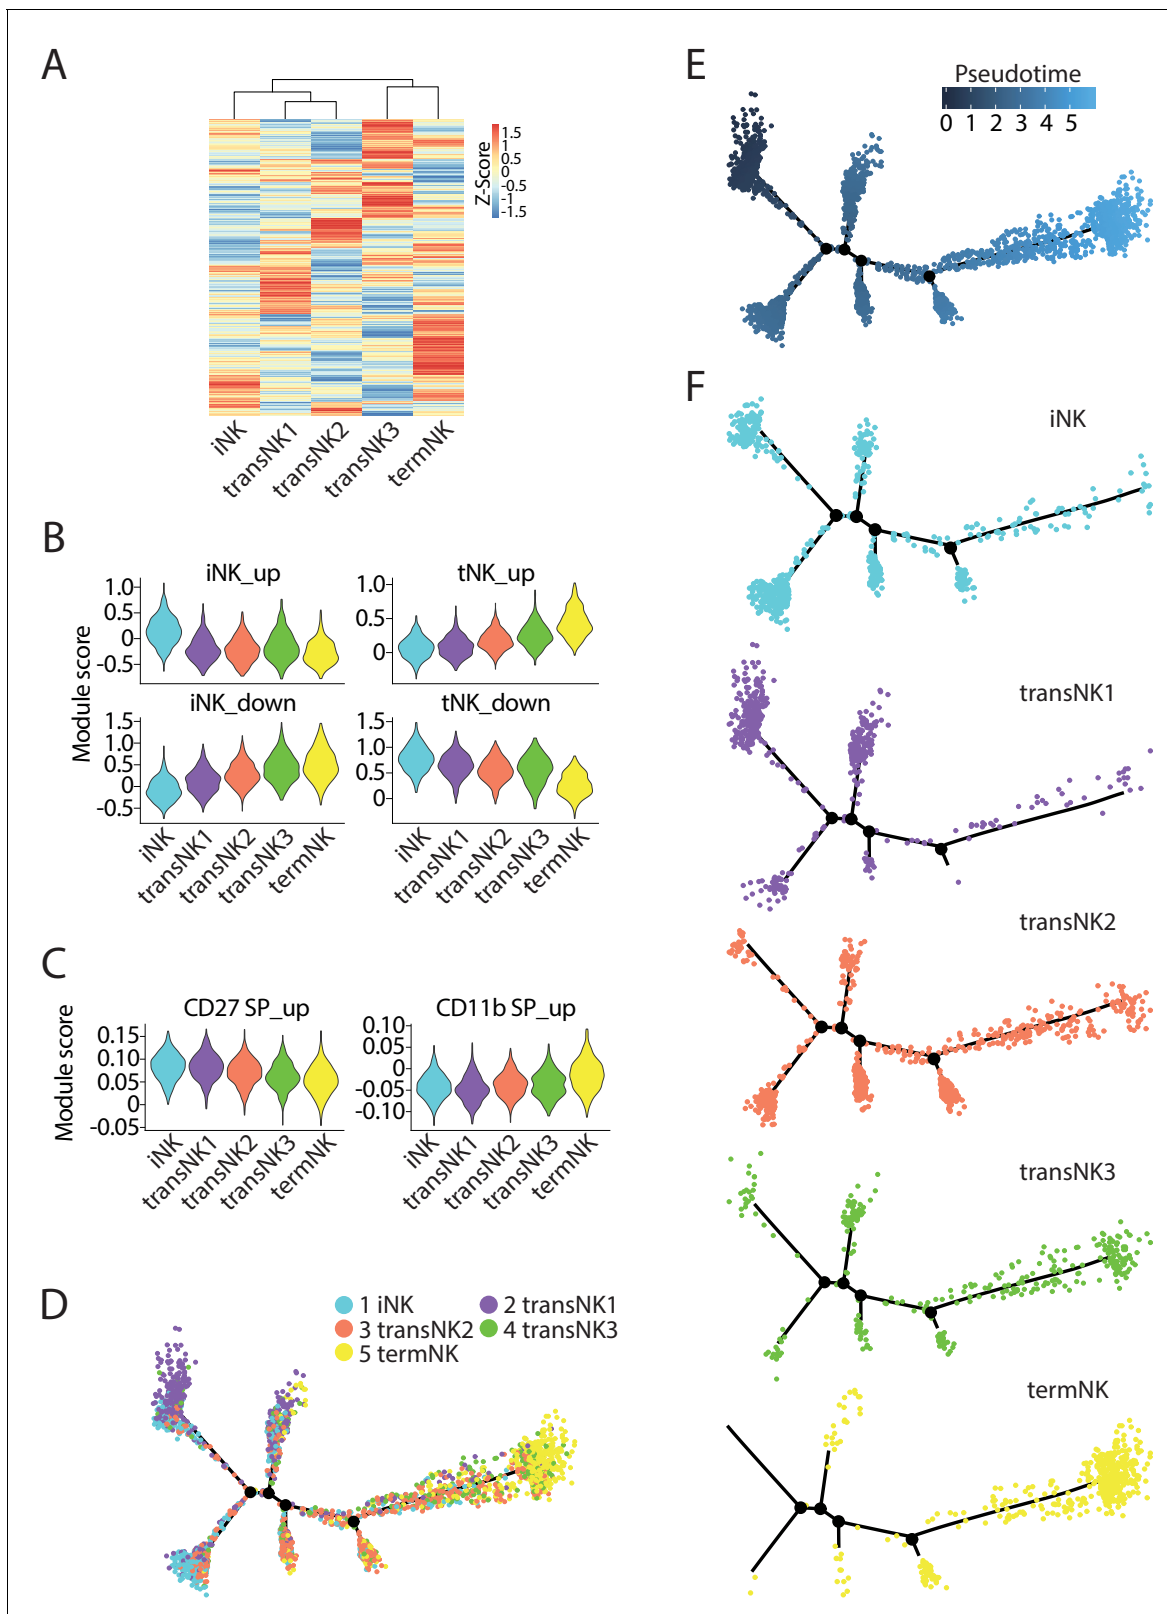 A
1.5
0.5
-0.5
-1.5
Z-Score
iNK
transNK1
transNK2
transNK3
termNK
B
iNK_up
1.0
0.5
0
-0.5
tNK_up
1.0
0.5
0
Module score
iNK_down
1.5
1.0
0.5
0
-0.5
tNK_down
1.5
1.0
0.5
0
iNK
transNK1
transNK2
transNK3
termNK
iNK
transNK1
transNK2
transNK3
termNK
C
Module score
CD27 SP_up
0.15
0.10
0.05
-0.05
CD11b SP_up
0.10
0.05
0
-0.05
-0.10
iNK
transNK1
transNK2
transNK3
termNK
iNK
transNK1
transNK2
transNK3
termNK
D
1 iNK
2 transNK1
3 transNK2
4 transNK3
5 termNK
E
Pseudotime
0 1 2 3 4 5
F
iNK
transNK1
transNK2
transNK3
termNK